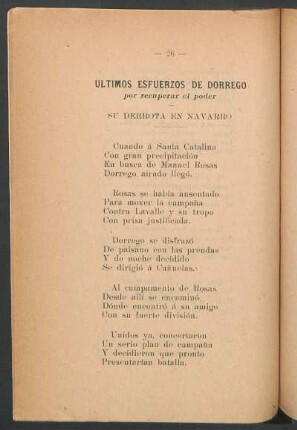 — 26 —
ULTIMOS ESFUERZOS DE DORREGO
por recuperar el poder
SU DERROTA EN NAVARRO
Cuando á Santa Catalina
Con gran precipitación
En busca de Manuel Rosas
Dorrego airado llegó.
Rosas se había ausentado
Para mover la campaña
Contra Lavalle y su tropo
Con prisa justificada.
Dorrego se disfrazó
De paisano con las prendas
Y de noche decidido
Se dirigió á Cañuelas.
Al campamento de Rosas
Desde allí se encaminó
Dónde encontró á su amigo
Con su fuerte división.
Unidos ya, concertaron
Un serio plan de campaña
Y decidieron que pronto
Presentarían batalla.